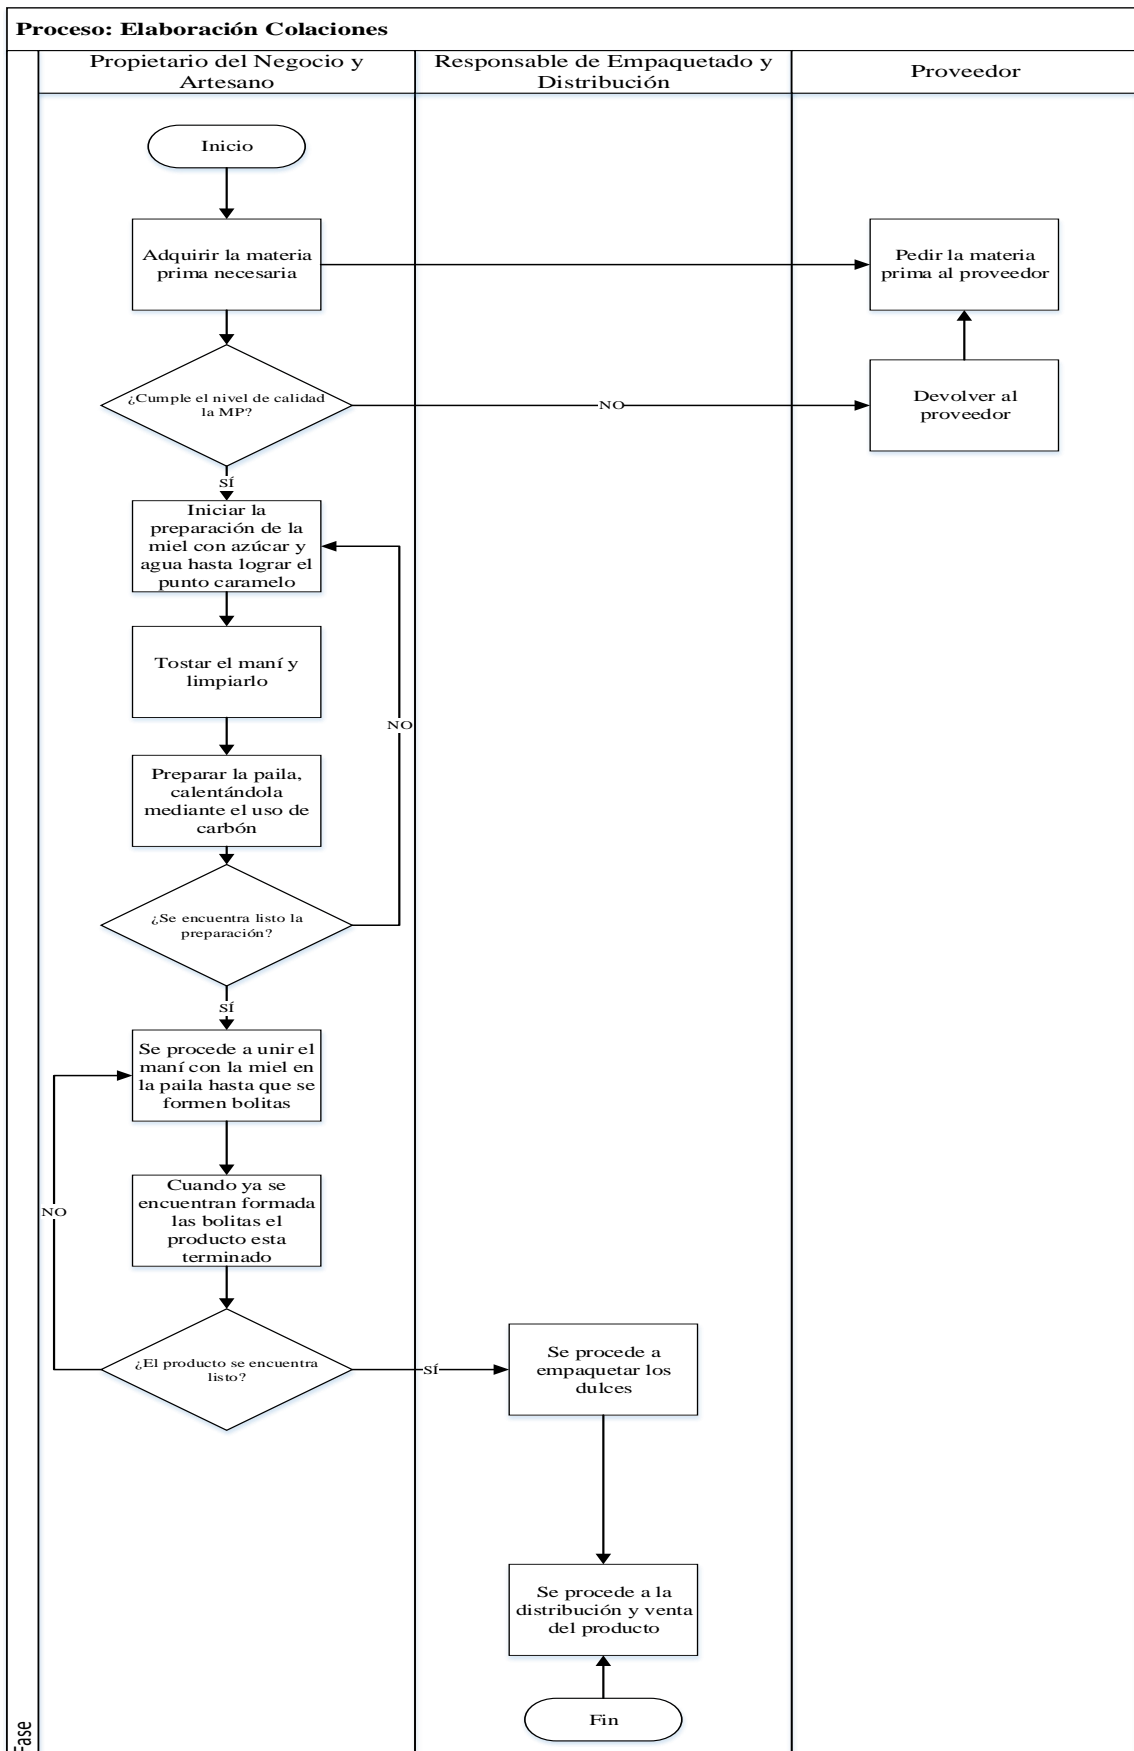 Proceso: Elaboración Colaciones
Propietario del Negocio y
Artesano
Responsable de Empaquetado y
Distribución
Proveedor
Inicio
Adquirir la materia
prima necesaria
Pedir la materia
prima al proveedor
¿Cumple el nivel de calidad
la MP?
NO
Devolver al
proveedor
SÍ
Iniciar la
preparación de la
miel con azúcar y
agua hasta lograr el
punto caramelo
Tostar el maní y
limpiarlo
NO
Preparar la paila,
calentándola
mediante el uso de
carbón
¿Se encuentra listo la
preparación?
SÍ
Se procede a unir el
maní con la miel en
la paila hasta que se
formen bolitas
Cuando ya se
encuentran formada
las bolitas el
producto esta
terminado
NO
¿El producto se encuentra
listo?
SÍ
Se procede a
empaquetar los
dulces
Se procede a la
distribución y venta
del producto
Fin
Fase